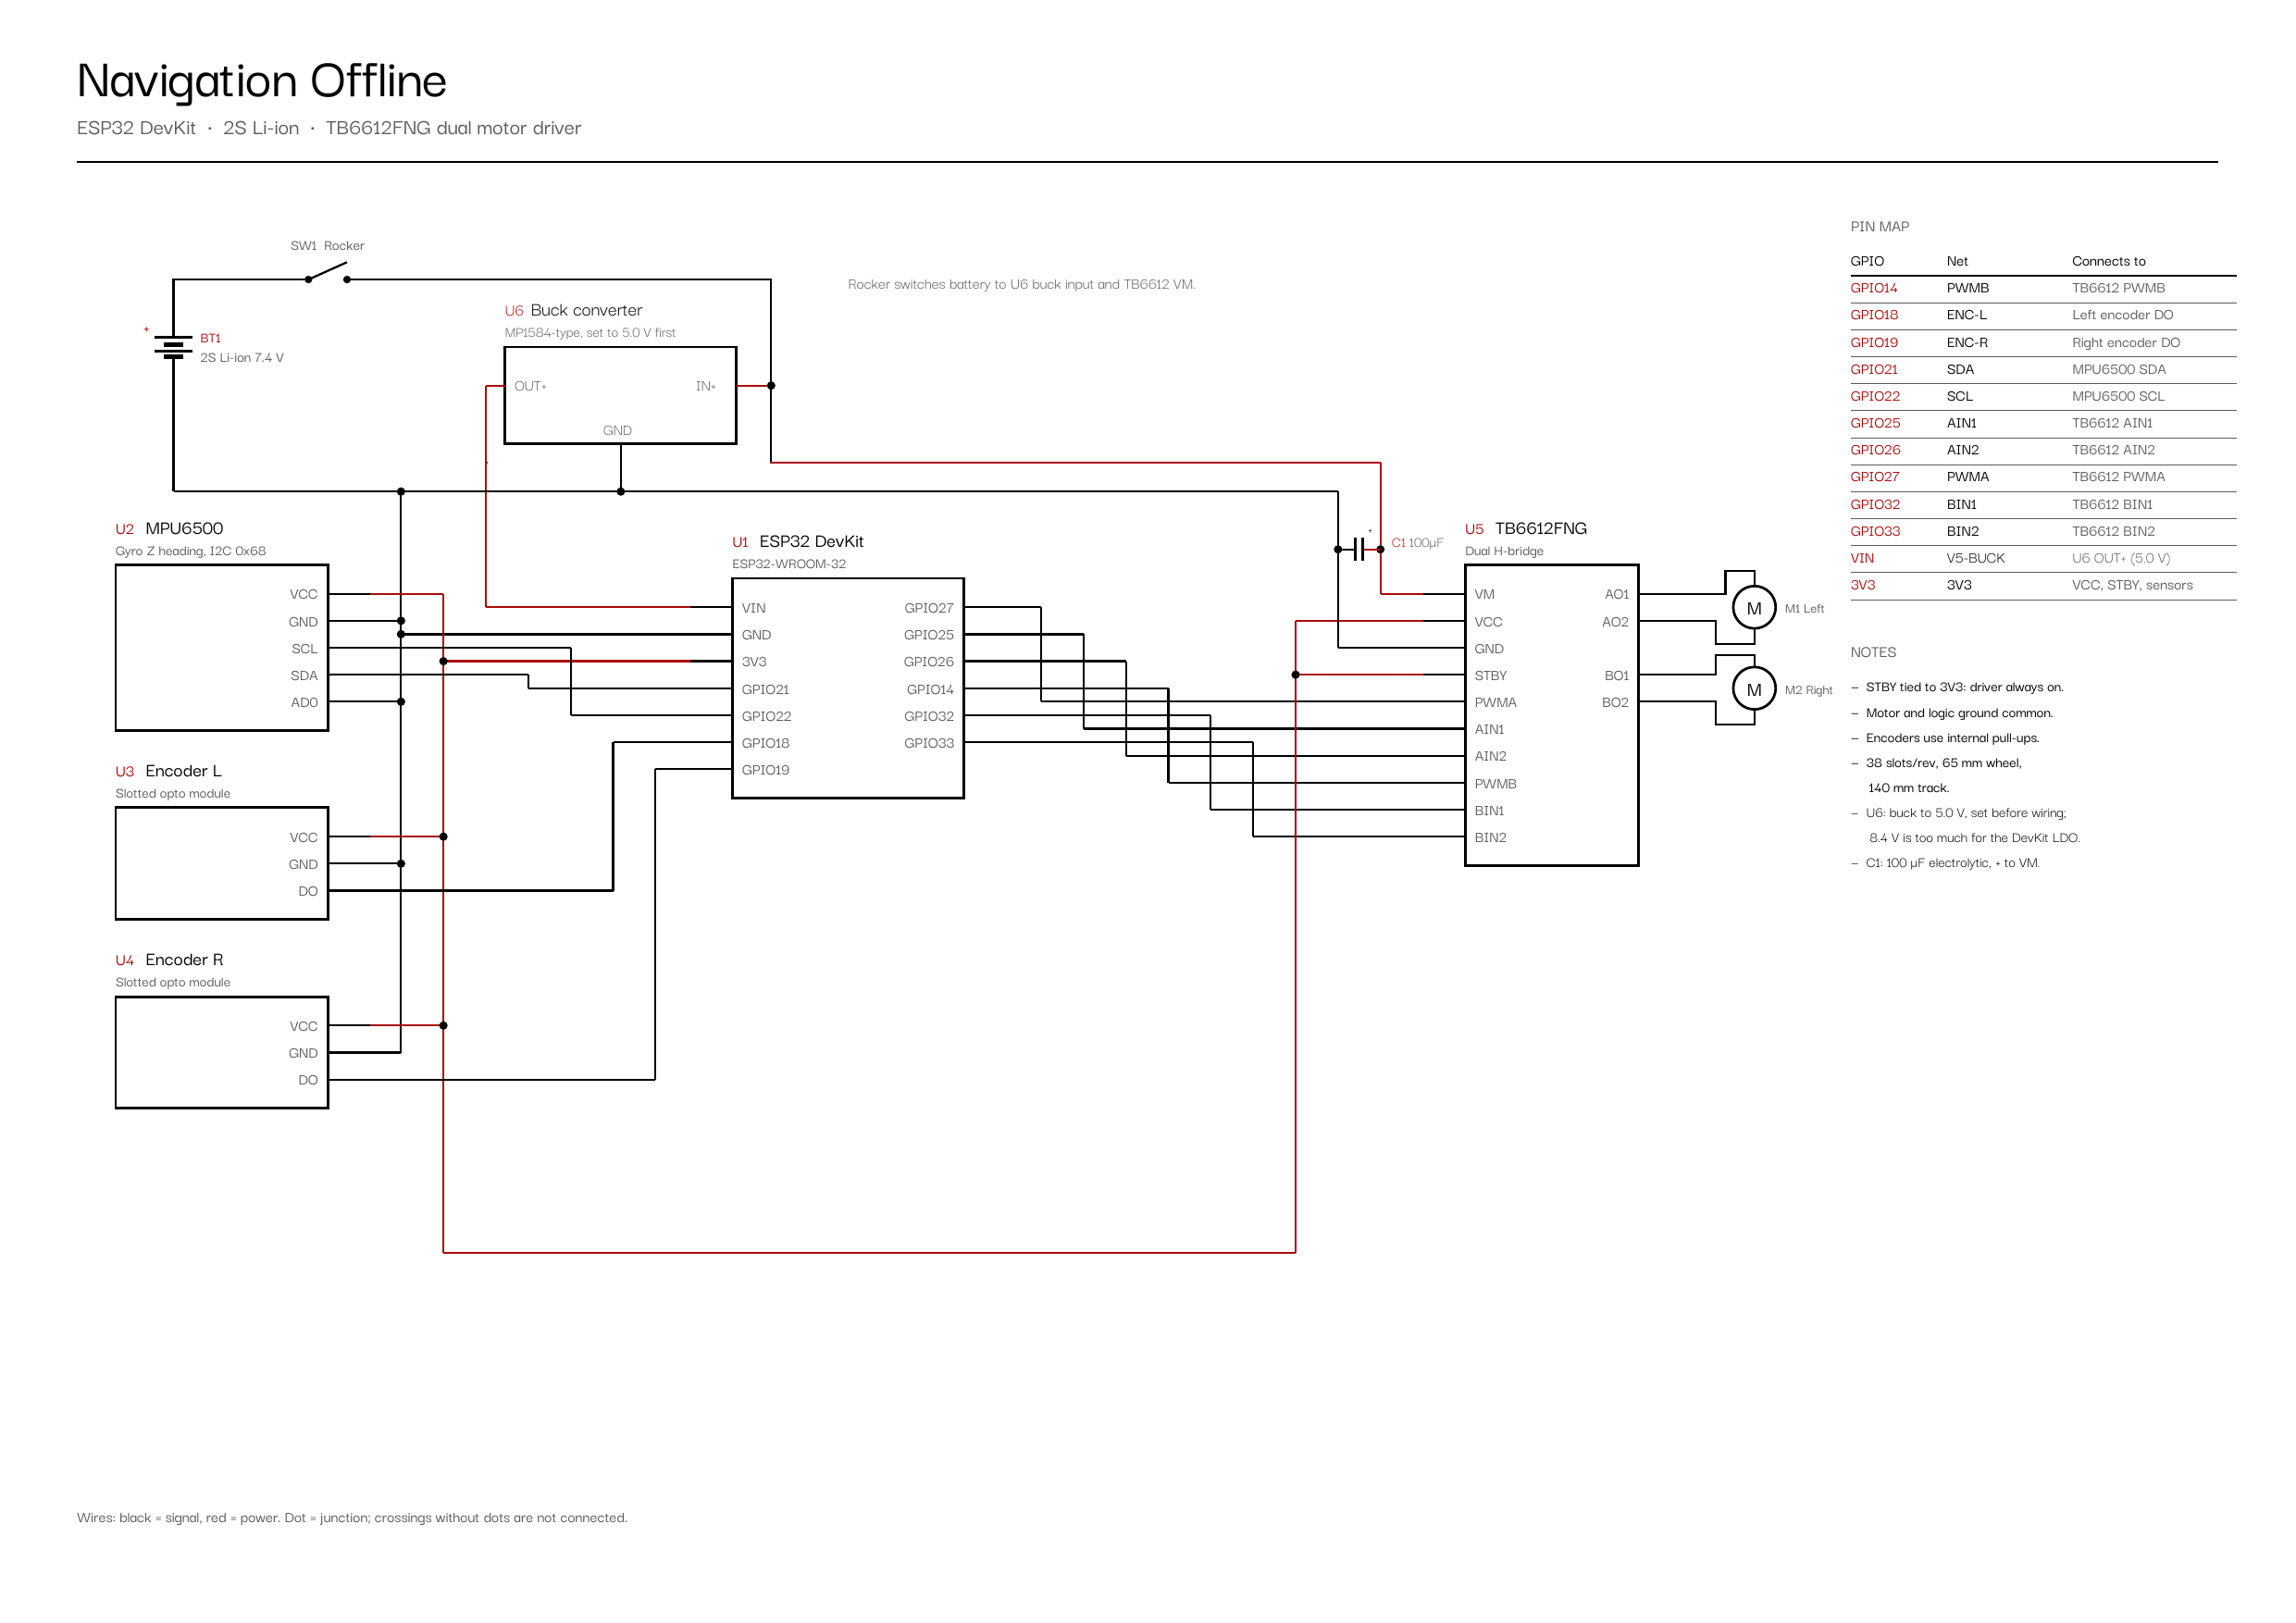 Navigation Offline
ESP32 DevKit · 2S Li-ion · TB6612FNG dual motor driver
SW1 Rocker
Rocker switches battery to U6 buck input and TB6612 VM.
+
BT1
2S Li-ion 7.4 V
U6 Buck converter
MP1584-type, set to 5.0 V first
OUT+ IN+
GND
U2 MPU6500
Gyro Z heading, I2C 0x68
VCC
GND
SCL
SDA
AD0
U3 Encoder L
Slotted opto module
VCC
GND
DO
U4 Encoder R
Slotted opto module
VCC
GND
DO
U1 ESP32 DevKit
ESP32-WROOM-32
VIN GPIO27
GND GPIO25
3V3 GPIO26
GPIO21 GPIO14
GPIO22 GPIO32
GPIO18 GPIO33
GPIO19
+
C1 100µF
U5 TB6612FNG
Dual H-bridge
VM AO1
VCC AO2
GND
STBY BO1
PWMA BO2
AIN1
AIN2
PWMB
BIN1
BIN2
M M1 Left
M M2 Right
PIN MAP
GPIO Net Connects to
GPIO14 PWMB TB6612 PWMB
GPIO18 ENC-L Left encoder DO
GPIO19 ENC-R Right encoder DO
GPIO21 SDA MPU6500 SDA
GPIO22 SCL MPU6500 SCL
GPIO25 AIN1 TB6612 AIN1
GPIO26 AIN2 TB6612 AIN2
GPIO27 PWMA TB6612 PWMA
GPIO32 BIN1 TB6612 BIN1
GPIO33 BIN2 TB6612 BIN2
VIN V5-BUCK U6 OUT+ (5.0 V)
3V3 3V3 VCC, STBY, sensors
NOTES
– STBY tied to 3V3: driver always on.
– Motor and logic ground common.
– Encoders use internal pull-ups.
– 38 slots/rev, 65 mm wheel,
140 mm track.
– U6: buck to 5.0 V, set before wiring;
8.4 V is too much for the DevKit LDO.
– C1: 100 µF electrolytic, + to VM.
Wires: black = signal, red = power. Dot = junction; crossings without dots are not connected.